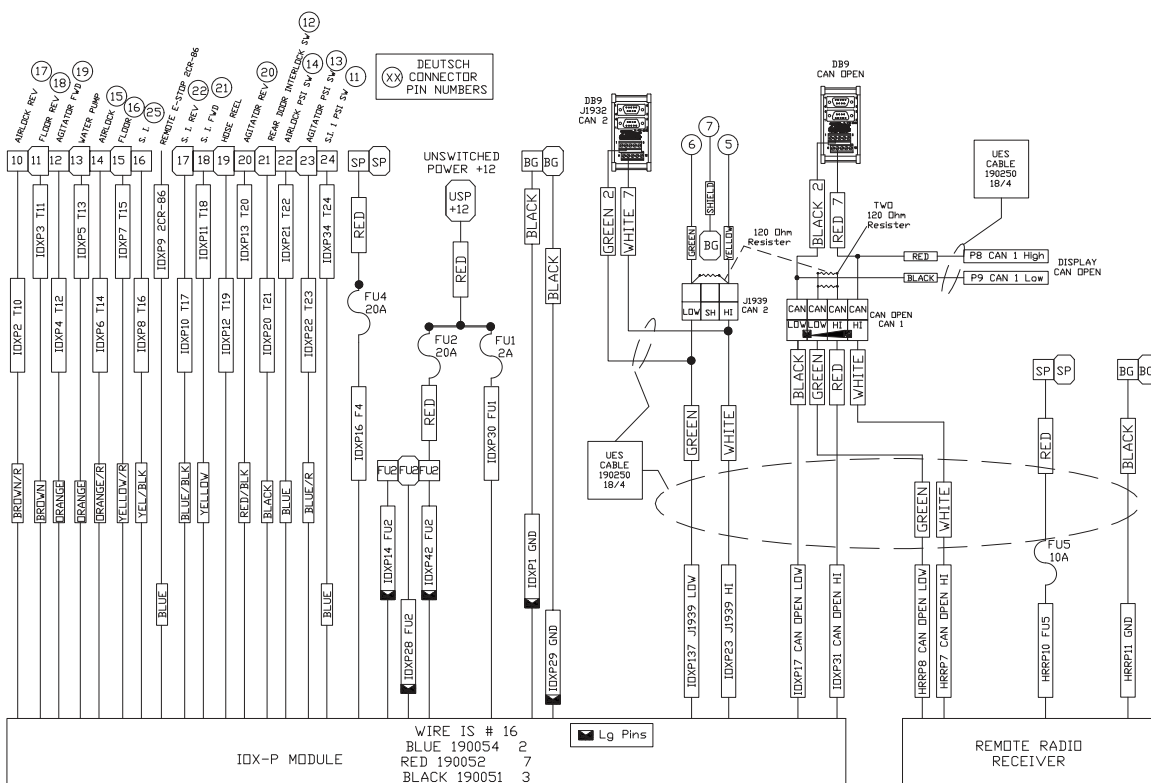 AIRLOCK REV
17
FLOOR REV
18
AGITATOR FWD
19
WATER PUMP
AIRLOCK
15
FLOOR
16
S. I.
25
REMOTE E-STOP 2CR-86
S. I. REV
22
S. I. FWD
21
HOSE REEL
AGITATOR REV
20
REAR DOOR INTERLOCK SW
12
AIRLOCK PSI SW
14
AGITATOR PSI SW
13
S.I I PSI SW
11
XX
DEUTSCH
CONNECTOR
PIN NUMBERS
10
11
12
13
14
15
16
17
18
19
20
21
22
23
24
SP
SP
UNSWITCHED
POWER +12
USP
+12
BG
BG
IOXP2 T10
IOXP3 T11
IOXP4 T12
IOXP5 T13
IOXP6 T14
IOXP7 T15
IOXP8 T16
IOXP9 2CR-86
IOXP10 T17
IOXP11 T18
IOXP12 T19
IOXP13 T20
IOXP20 T21
IOXP21 T22
IOXP22 T23
IOXP34 T24
BROWN/R
BROWN
ORANGE
ORANGE
ORANGE/R
YELLOW/R
YEL/BLK
BLUE
BLUE/BLK
YELLOW
RED/BLK
BLACK
BLUE
BLUE/R
BLUE
RED
FU4
20A
IOXP16 F4
RED
FU2
20A
FU1
2A
RED
IOXP30 FU1
FU2
FU2
FU2
IOXP14 FU2
IOXP28 FU2
IOXP42 FU2
BLACK
BLACK
IOXP1 GND
IOXP29 GND
DB9
J1932
CAN 2
GREEN 2
WHITE 7
6
7
5
GREEN
SHIELD
YELLOW
BG
120 Ohm
Resister
LOW
SH
HI
J1939
CAN 2
UES
CABLE
190250
18/4
GREEN
WHITE
IOXP137 J1939 LOW
IOXP23 J1939 HI
DB9
CAN OPEN
BLACK 2
RED 7
TWO
120 Ohm
Resister
UES
CABLE
190250
18/4
RED
P8 CAN 1 High
BLACK
P9 CAN 1 Low
DISPLAY
CAN OPEN
CAN
CAN
CAN
CAN
LOW
LOW
HI
HI
CAN OPEN
CAN 1
BLACK
GREEN
RED
WHITE
GREEN
WHITE
IOXP17 CAN OPEN LOW
IOXP31 CAN OPEN HI
HRRP8 CAN OPEN LOW
HRRP7 CAN OPEN HI
SP
SP
RED
FU5
10A
HRRP10 FU5
BG
BLACK
HRRP11 GND
IOX-P MODULE
WIRE IS # 16
BLUE 190054 2
RED 190052 7
BLACK 190051 3
Lg Pins
REMOTE RADIO
RECEIVER